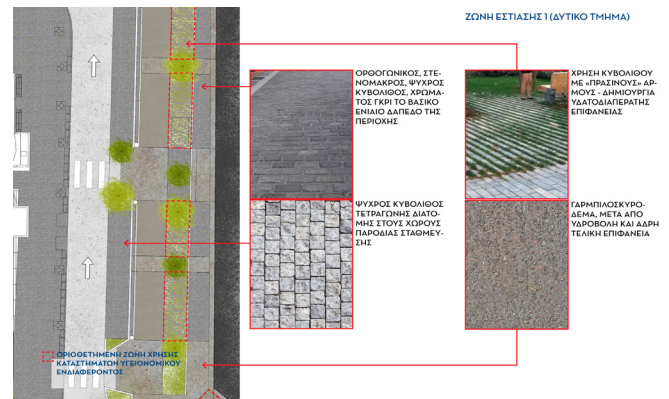 ΖΩΝΗ ΕΣΤΙΑΣΗΣ 1 (ΔΥΤΙΚΟ ΤΜΗΜΑ)
ΟΡΘΟΓΩΝΙΚΟΣ, ΣΤΕ-
ΝΟΜΑΚΡΟΣ, ΨΥΧΡΟΣ
ΚΥΒΟΛΙΘΟΣ, ΧΡΩΜΑ-
ΤΟΣ ΓΚΡΙ ΤΟ ΒΑΣΙΚΟ
ΕΝΙΑΙΟ ΔΑΠΕΔΟ ΤΗΣ
ΠΕΡΙΟΧΗΣ
ΧΡΗΣΗ ΚΥΒΟΛΙΘΟΥ
ΜΕ «ΠΡΑΣΙΝΟΥΣ» ΑΡ-
ΜΟΥΣ - ΔΗΜΙΟΥΡΓΙΑ
ΥΔΑΤΟΔΙΑΠΕΡΑΤΗΣ
ΕΠΙΦΑΝΕΙΑΣ
ΨΥΧΡΟΣ ΚΥΒΟΛΙΘΟΣ
ΤΕΤΡΑΓΩΝΗΣ ΔΙΑΤΟ-
ΜΗΣ ΣΤΟΥΣ ΧΩΡΟΥΣ
ΠΑΡΟΔΙΑΣ ΣΤΑΘΜΕΥ-
ΣΗΣ
ΓΑΡΜΠΙΛΟΣΚΥΡΟ-
ΔΕΜΑ, ΜΕΤΑ ΑΠΟ
ΥΔΡΟΒΟΛΗ ΚΑΙ ΑΔΡΗ
ΤΕΛΙΚΗ ΕΠΙΦΑΝΕΙΑ
ΟΡΙΟΘΕΤΗΜΕΝΗ ΖΩΝΗ ΧΡΗΣΗΣ
ΚΑΤΑΣΤΗΜΑΤΩΝ ΥΓΕΙΟΝΟΜΙΚΟΥ
ΕΝΔΙΑΦΕΡΟΝΤΟΣ